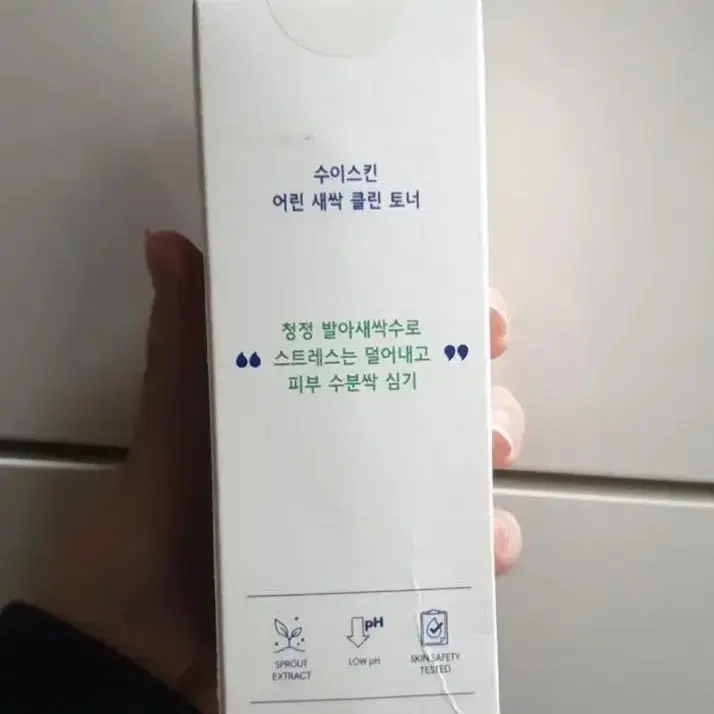 수이스킨
어린 새싹 클린 토너
청정 발아새싹수로
❝ 스트레스는 덜어내고 ❞
피부 수분싹 심기
pH
SPROUT
EXTRACT
LOW pH
SKIN SAFETY
TESTED